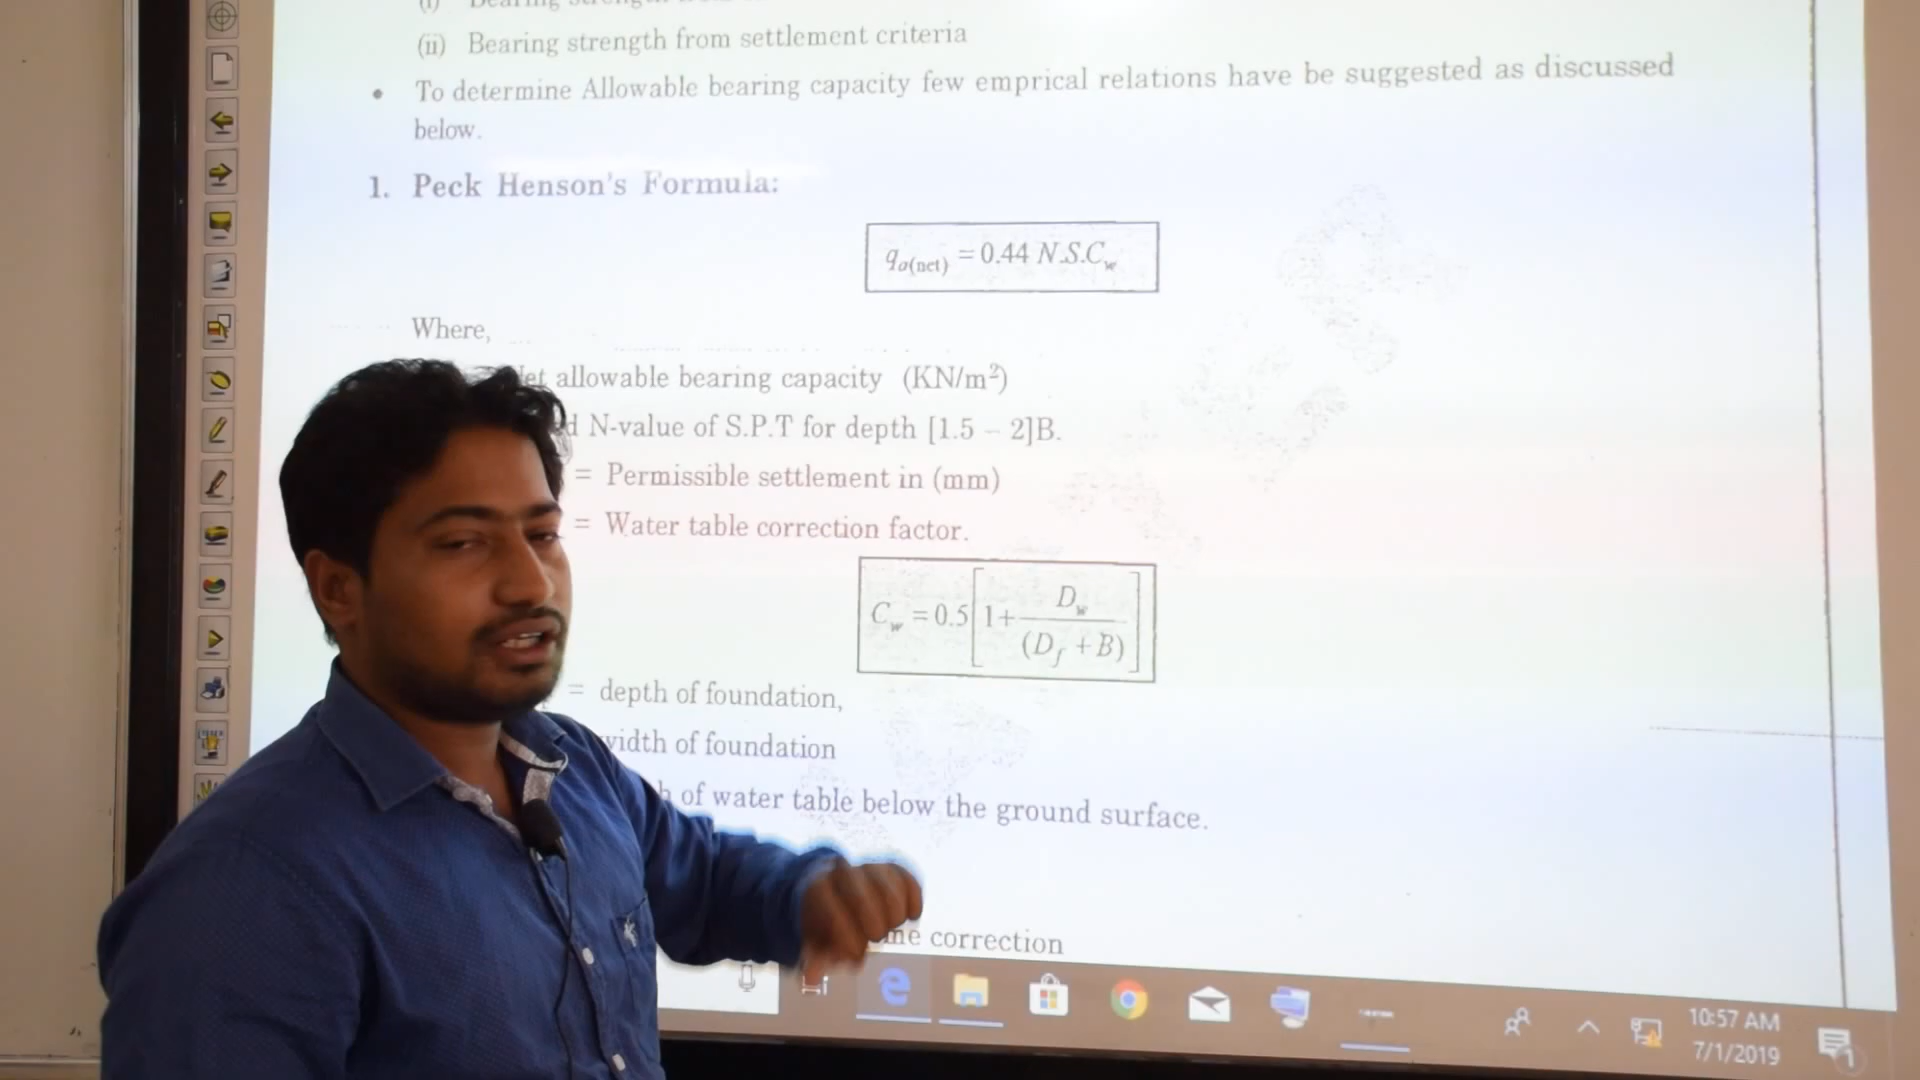 (ii) Bearing strength from settlement criteria
• To determine Allowable bearing capacity few emprical relations have be suggested as discussed
below.
1. Peck Henson's Formula:
q_a(net) = 0.44 N.S.C_w
Where,
allowable bearing capacity (KN/m²)
N-value of S.P.T for depth [1.5 – 2]B.
= Permissible settlement in (mm)
= Water table correction factor.
C_w = 0.5 [1 + D_w / (D_f + B)]
= depth of foundation,
width of foundation
of water table below the ground surface.
correction
10:57 AM
7/1/2019
1